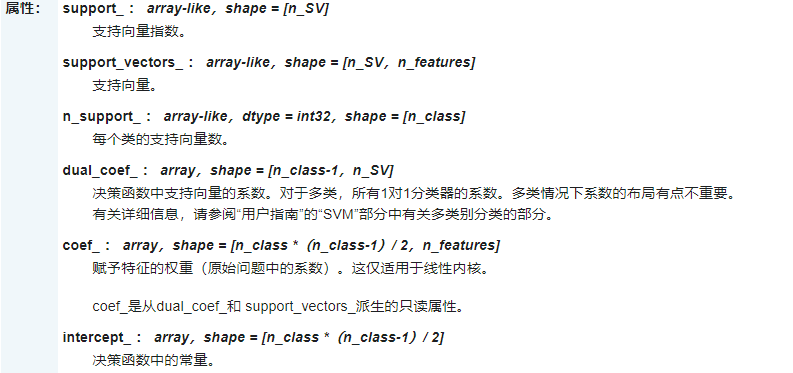 属性： support_： array-like，shape = [n_SV]
支持向量指数。
support_vectors_： array-like，shape = [n_SV，n_features]
支持向量。
n_support_： array-like，dtype = int32，shape = [n_class]
每个类的支持向量数。
dual_coef_： array，shape = [n_class-1，n_SV]
决策函数中支持向量的系数。对于多类，所有1对1分类器的系数。多类情况下系数的布局有点不重要。
有关详细信息，请参阅“用户指南”的“SVM”部分中有关多类别分类的部分。
coef_： array，shape = [n_class *（n_class-1）/ 2，n_features]
赋予特征的权重（原始问题中的系数）。这仅适用于线性内核。
coef_是从dual_coef_和 support_vectors_派生的只读属性。
intercept_： array，shape = [n_class *（n_class-1）/ 2]
决策函数中的常量。